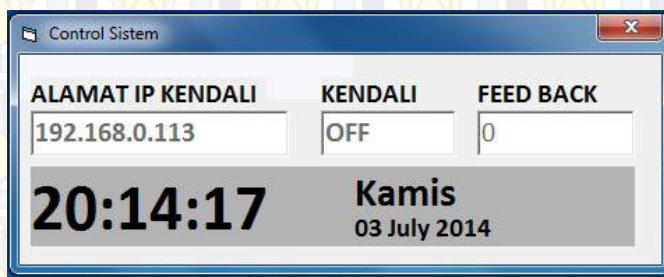 Control Sistem
ALAMAT IP KENDALI KENDALI FEED BACK
192.168.0.113 OFF 0
20:14:17 Kamis
03 July 2014